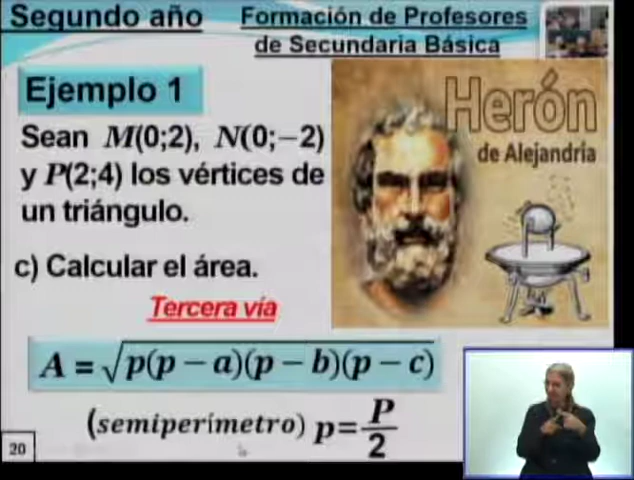 Segundo año
Formación de Profesores
de Secundaria Básica
Ejemplo 1
Sean M(0;2), N(0;−2)
y P(2;4) los vértices de
un triángulo.
Herón
de Alejandría
c) Calcular el área.
Tercera vía
A = √p(p − a)(p − b)(p − c)
(semiperímetro) p=P/2
20